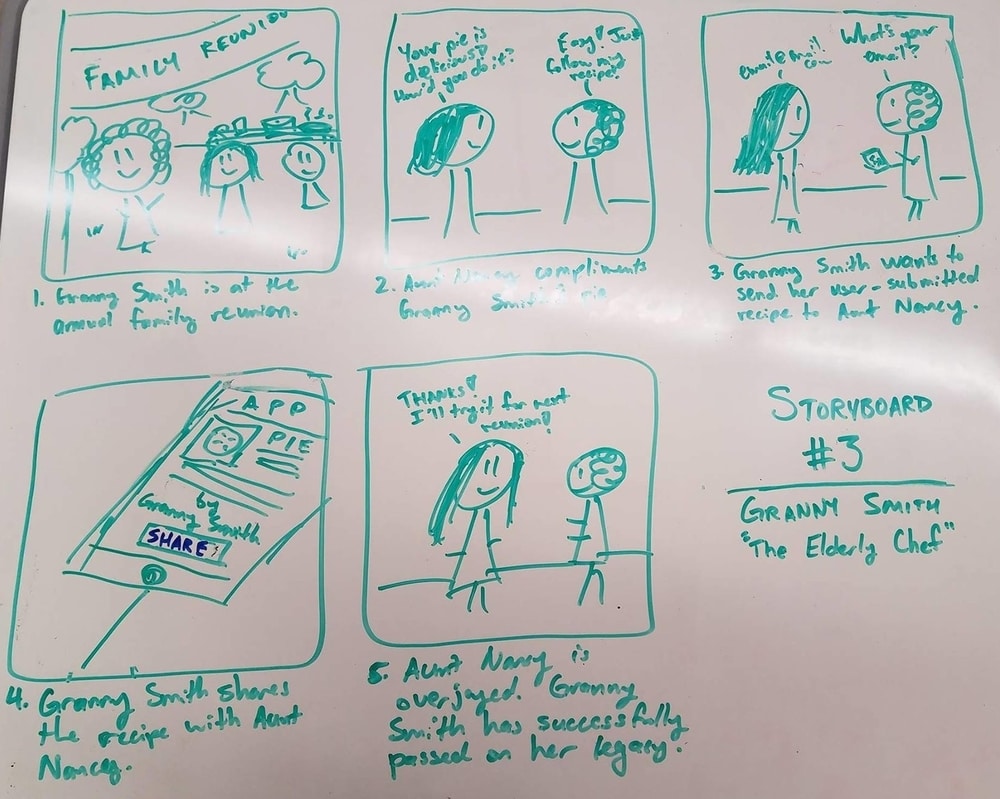 FAMILY REUNION
1. Granny Smith is at the
annual family reunion.
Your pie is
delicious!
How'd you do it?
Easy! Just
follow my
recipe!
2. Aunt Nancy compliments
Granny Smith's pie
What's your
email?
email@mail.
com
3. Granny Smith wants to
send her user-submitted
recipe to Aunt Nancy.
APP
PIE
by
Granny Smith
SHARE
4. Granny Smith shares
the recipe with Aunt
Nancy.
THANKS!
I'll try it for next
reunion!
5. Aunt Nancy is
overjoyed. Granny
Smith has successfully
passed on her legacy.
STORYBOARD
#3
GRANNY SMITH
"The Elderly Chef"